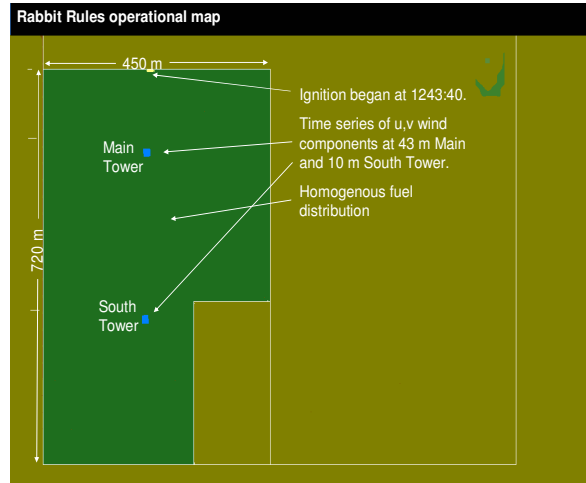 Rabbit Rules operational map
450 m
Ignition began at 1243:40.
Time series of u,v wind
components at 43 m Main
and 10 m South Tower.
Main
Tower
Homogenous fuel
distribution
720 m
South
Tower